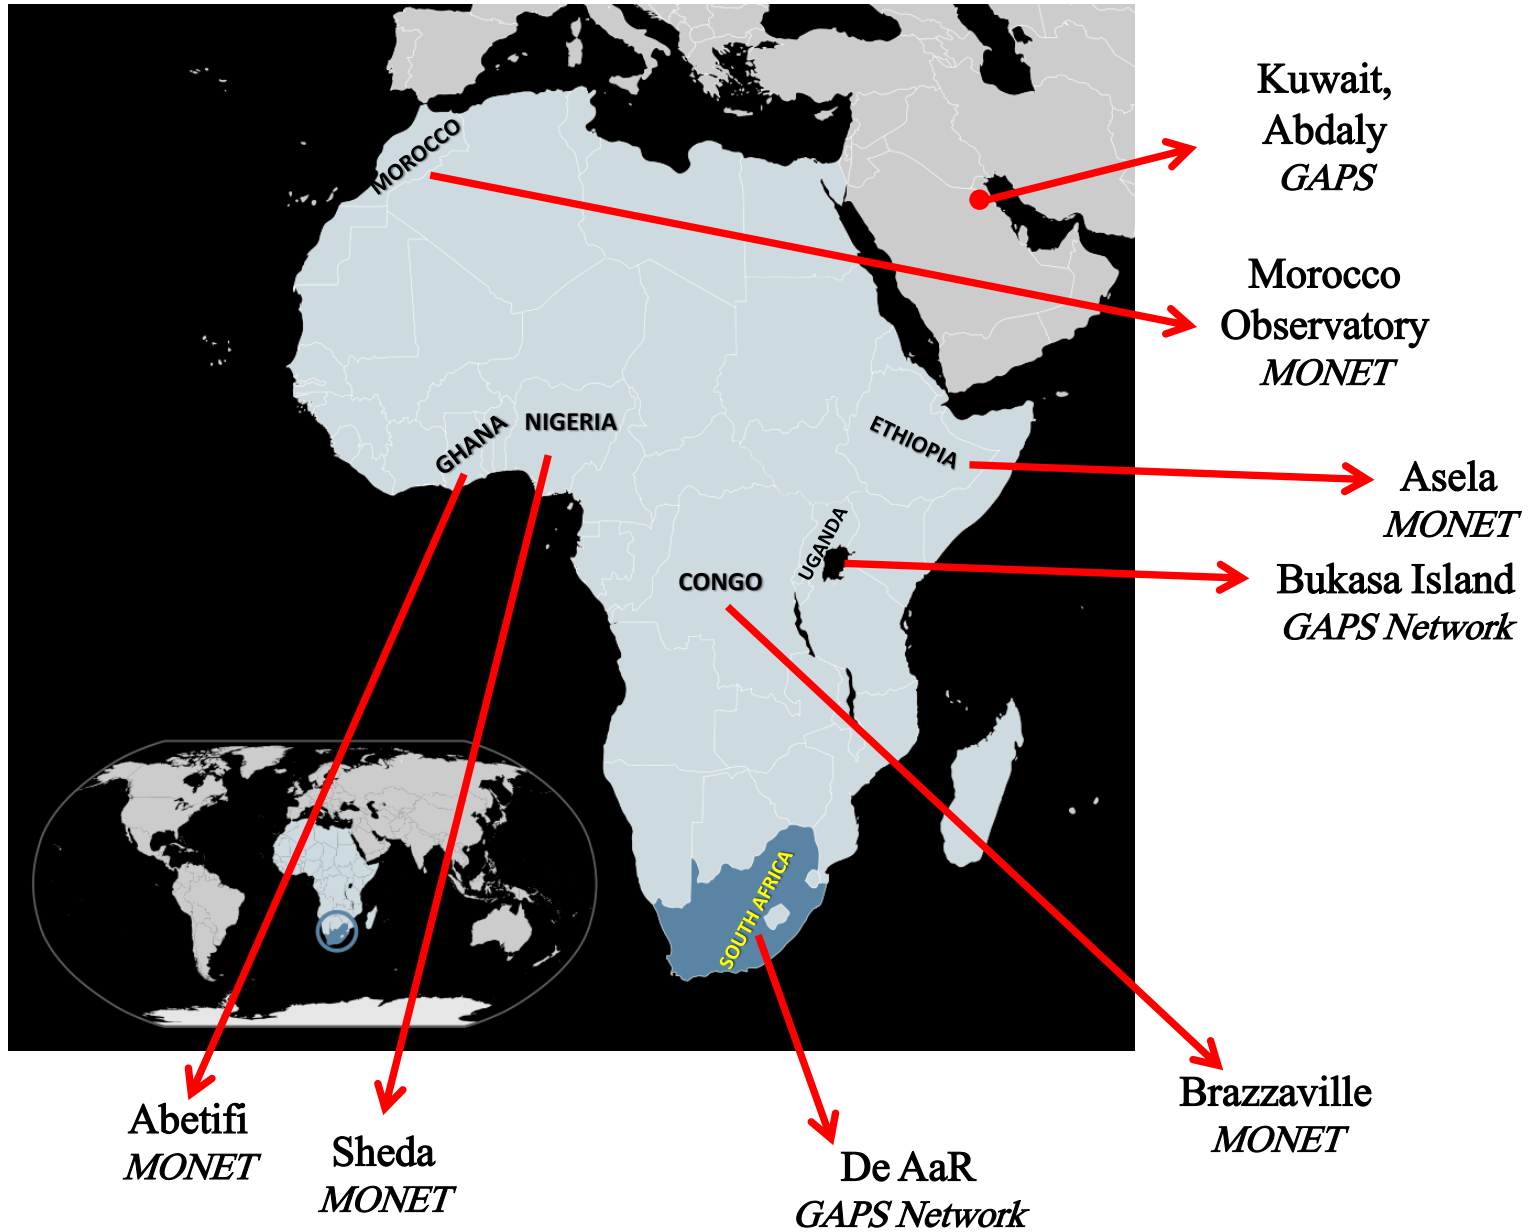 Kuwait,
Abdaly
GAPS
MOROCCO
Morocco
Observatory
MONET
GHANA
NIGERIA
ETHIOPIA
Asela
MONET
UGANDA
CONGO
Bukasa Island
GAPS Network
SOUTH AFRICA
Abetifi
MONET
Sheda
MONET
De AaR
GAPS Network
Brazzaville
MONET